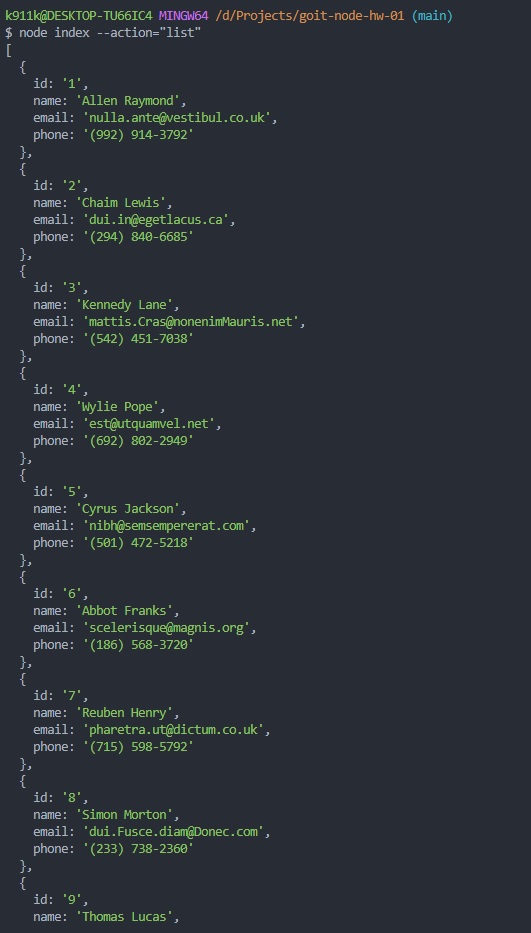 k911k@DESKTOP-TU66IC4 MINGW64 /d/Projects/goit-node-hw-01 (main)
$ node index --action="list"
[
  {
    id: '1',
    name: 'Allen Raymond',
    email: 'nulla.ante@vestibul.co.uk',
    phone: '(992) 914-3792'
  },
  {
    id: '2',
    name: 'Chaim Lewis',
    email: 'dui.in@egetlacus.ca',
    phone: '(294) 840-6685'
  },
  {
    id: '3',
    name: 'Kennedy Lane',
    email: 'mattis.Cras@nonenimMauris.net',
    phone: '(542) 451-7038'
  },
  {
    id: '4',
    name: 'Wylie Pope',
    email: 'est@utquamvel.net',
    phone: '(692) 802-2949'
  },
  {
    id: '5',
    name: 'Cyrus Jackson',
    email: 'nibh@semsempererat.com',
    phone: '(501) 472-5218'
  },
  {
    id: '6',
    name: 'Abbot Franks',
    email: 'scelerisque@magnis.org',
    phone: '(186) 568-3720'
  },
  {
    id: '7',
    name: 'Reuben Henry',
    email: 'pharetra.ut@dictum.co.uk',
    phone: '(715) 598-5792'
  },
  {
    id: '8',
    name: 'Simon Morton',
    email: 'dui.Fusce.diam@Donec.com',
    phone: '(233) 738-2360'
  },
  {
    id: '9',
    name: 'Thomas Lucas',